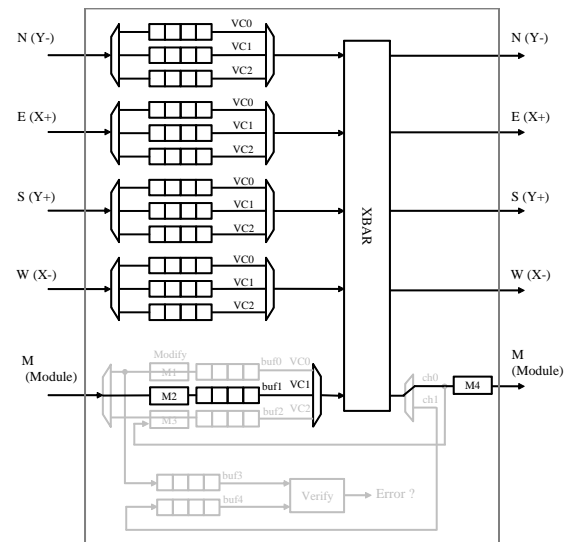 N (Y-) VC0 VC1 VC2 N (Y-)
E (X+) VC0 VC1 VC2 E (X+)
S (Y+) VC0 VC1 VC2 S (Y+)
XBAR
W (X-) VC0 VC1 VC2 W (X-)
M (Module)
Modify
M1 buf0 VC0
M2 buf1 VC1
M3 buf2 VC2
ch0
ch1
M4
M (Module)
buf3
buf4
Verify
Error ?